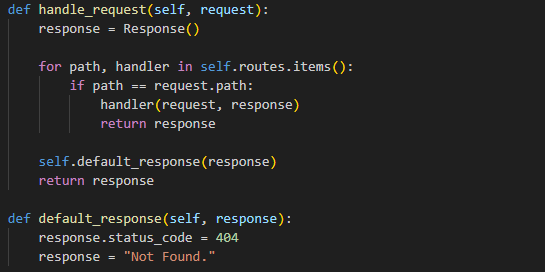 def handle_request(self, request):
    response = Response()
    for path, handler in self.routes.items():
        if path == request.path:
            handler(request, response)
            return response
    self.default_response(response)
    return response
def default_response(self, response):
    response.status_code = 404
    response = "Not Found."